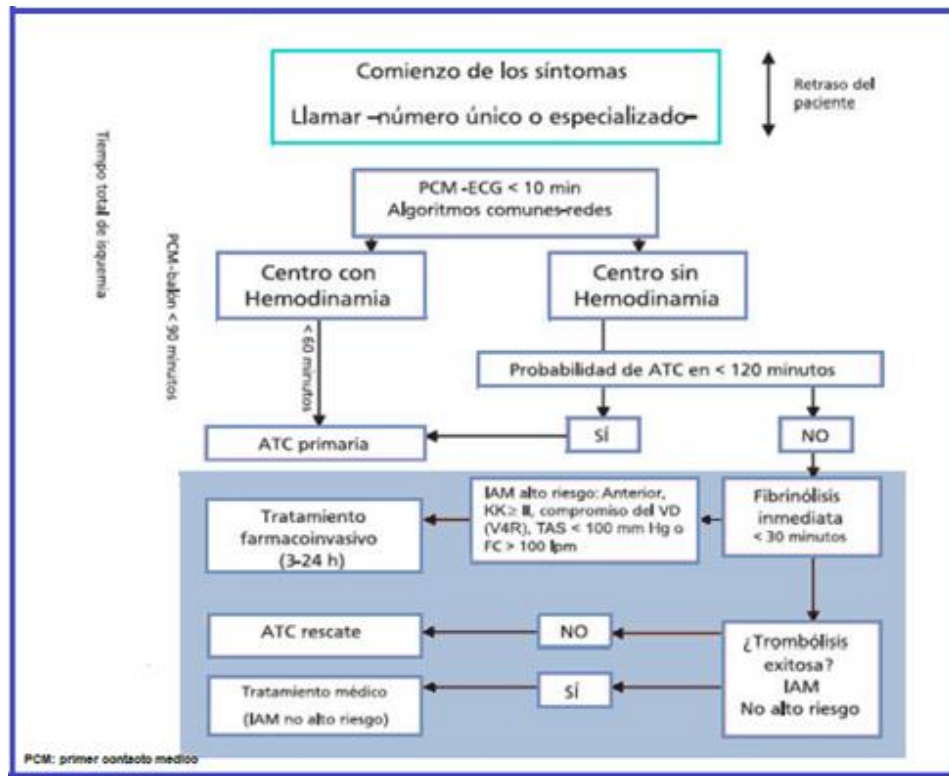 Comienzo de los síntomas
Llamar –número único o especializado–
Retraso del
paciente
Tiempo total de isquemia
PCM-balón < 90 minutos
PCM -ECG < 10 min
Algoritmos comunes-redes
Centro con
Hemodinamia
Centro sin
Hemodinamia
> 60 minutos
Probabilidad de ATC en < 120 minutos
ATC primaria
SÍ
NO
Tratamiento
farmacoinvasivo
(3-24 h)
IAM alto riesgo: Anterior,
KK ≥ II, compromiso del VD
(V4R), TAS < 100 mm Hg o
FC > 100 lpm
Fibrinólisis
inmediata
< 30 minutos
ATC rescate
NO
¿Trombólisis
exitosa?
IAM
No alto riesgo
Tratamiento médico
(IAM no alto riesgo)
SÍ
PCM: primer contacto medico